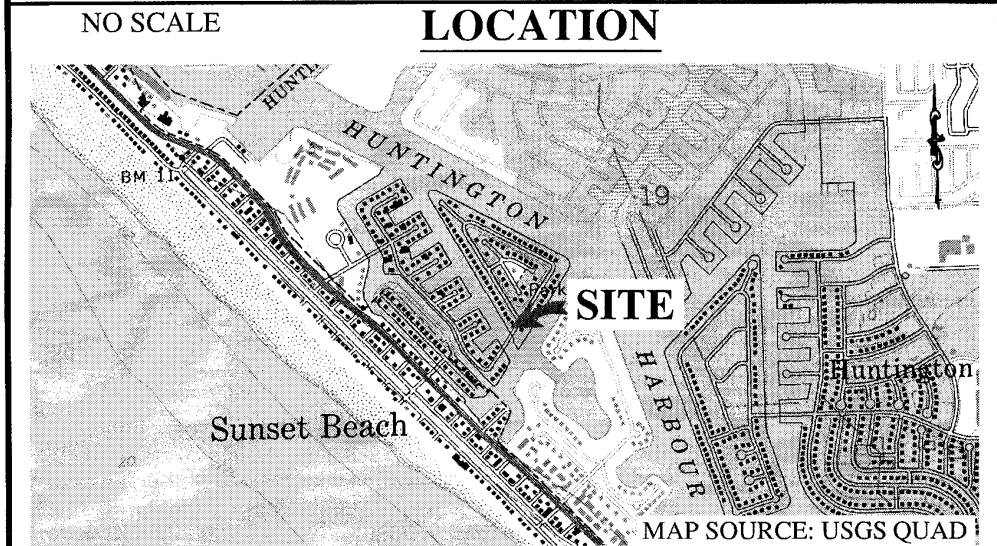 NO SCALE
LOCATION
HUNTINGTON
19
BM 11
SITE
HARBOUR
Huntington
Sunset Beach
MAP SOURCE: USGS QUAD